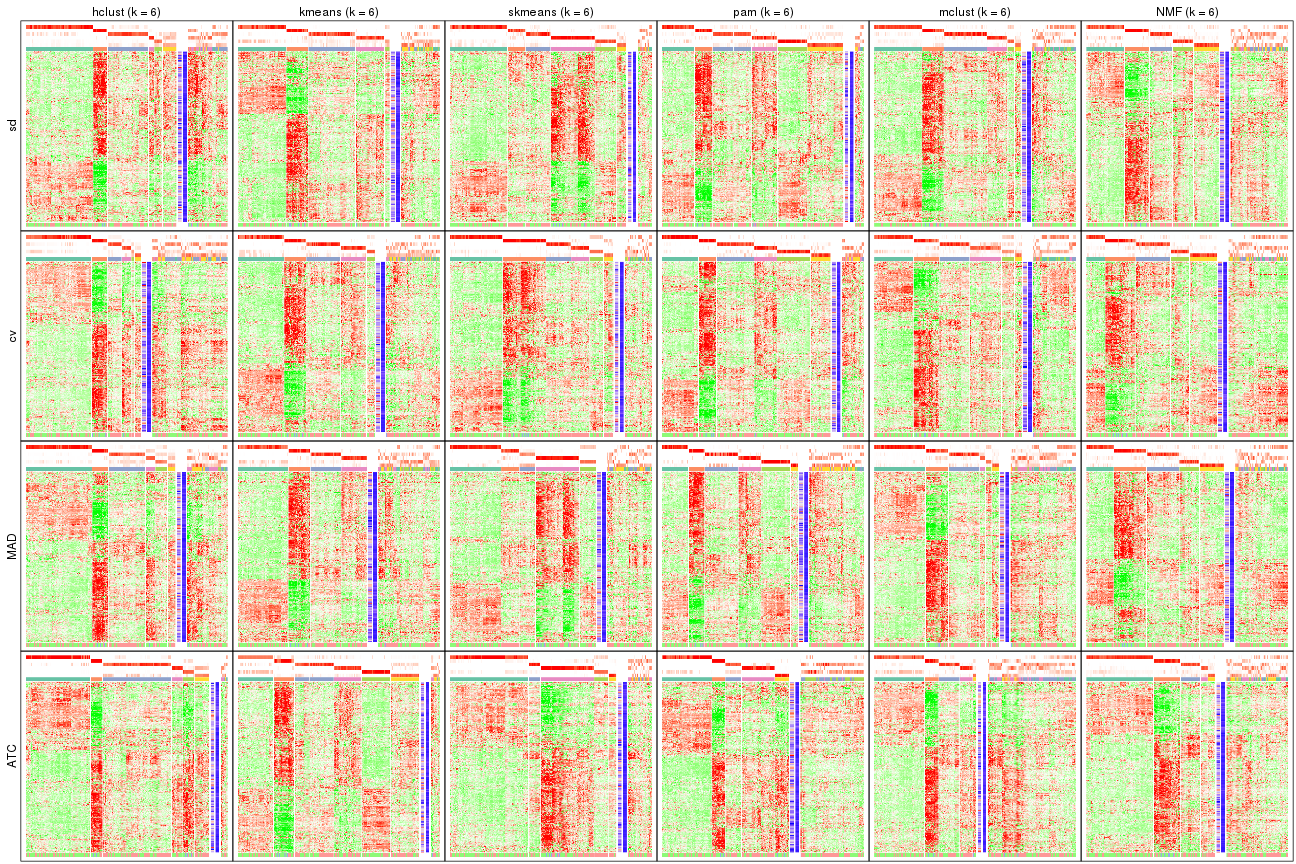 hclust (k = 6) kmeans (k = 6) skmeans (k = 6) pam (k = 6) mclust (k = 6) NMF (k = 6)
sd
cv
MAD
ATC